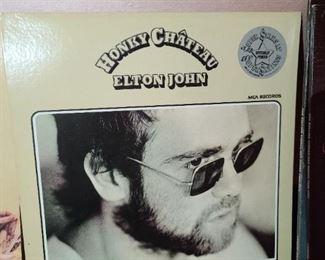 HONKY CHÂTEAU
ELTON JOHN
MCA RECORDS